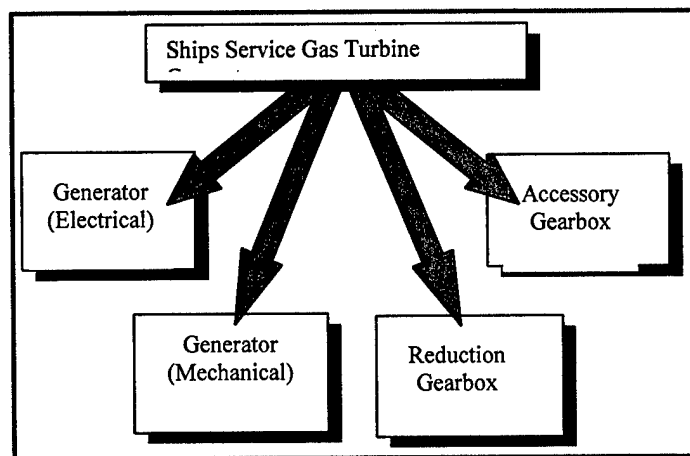 Ships Service Gas Turbine
Generator
(Electrical)
Accessory
Gearbox
Generator
(Mechanical)
Reduction
Gearbox